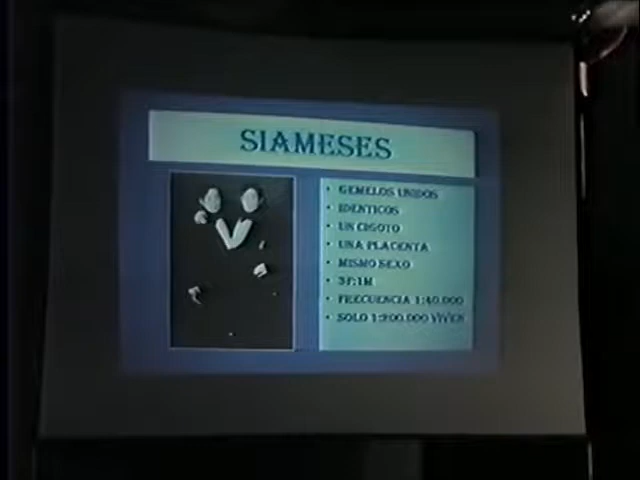 SIAMESES
• GEMELOS UNIDOS
• IDENTICOS
• UN CIGOTO
• UNA PLACENTA
• MISMO SEXO
• 3F:1M
• FRECUENCIA 1:40.000
• SOLO 1:200.000 VIVEN